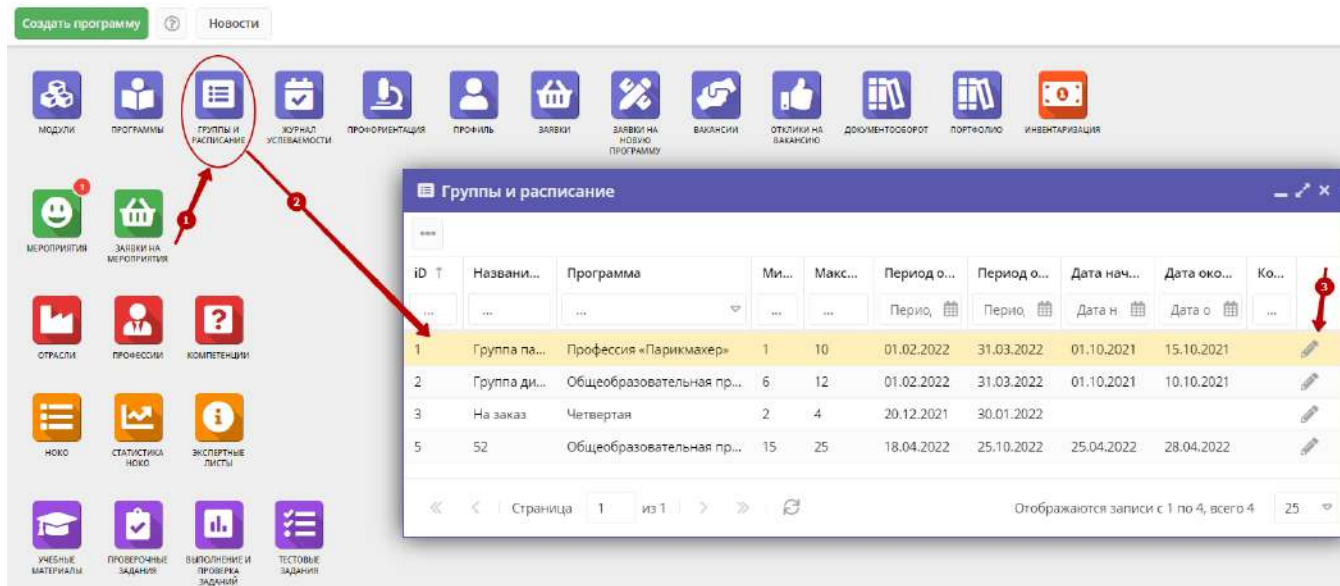 Создать программу ? Новости
МОДУЛИ ПРОГРАММЫ ГРУППЫ И РАСПИСАНИЕ ЖУРНАЛ УСПЕВАЕМОСТИ ПРОФОРИЕНТАЦИЯ ПРОФИЛЬ ЗАЯВКИ ЗАЯВКИ НА НОВУЮ ПРОГРАММУ ВАКАНСИИ ОТКЛИКИ НА ВАКАНСИЮ ДОКУМЕНТООБОРОТ ПОРТФОЛИО ИНВЕНТАРИЗАЦИЯ
1
2
1
МЕРОПРИЯТИЯ ЗАЯВКИ НА МЕРОПРИЯТИЯ
ОТРАСЛИ ПРОФЕССИИ КОМПЕТЕНЦИИ
НОКО СТАТИСТИКА НОКО ЭКСПЕРТНЫЕ ЛИСТЫ
УЧЕБНЫЕ МАТЕРИАЛЫ ПРОВЕРОЧНЫЕ ЗАДАНИЯ ВЫПОЛНЕНИЕ И ПРОВЕРКА ЗАДАНИЙ ТЕСТОВЫЕ ЗАДАНИЯ
Группы и расписание
iD Названи... Программа Ми... Макс... Период о... Период о... Дата нач... Дата око... Ко...
3
... ... ... ... ... Перио, Перио, Дата н Дата о ...
1 Группа па... Профессия «Парикмахер» 1 10 01.02.2022 31.03.2022 01.10.2021 15.10.2021
2 Группа ди... Общеобразовательная пр... 6 12 01.02.2022 31.03.2022 01.10.2021 10.10.2021
3 На заказ Четвертая 2 4 20.12.2021 30.01.2022
5 52 Общеобразовательная пр... 15 25 18.04.2022 25.10.2022 25.04.2022 28.04.2022
Страница 1 из 1 Отображаются записи с 1 по 4, всего 4 25